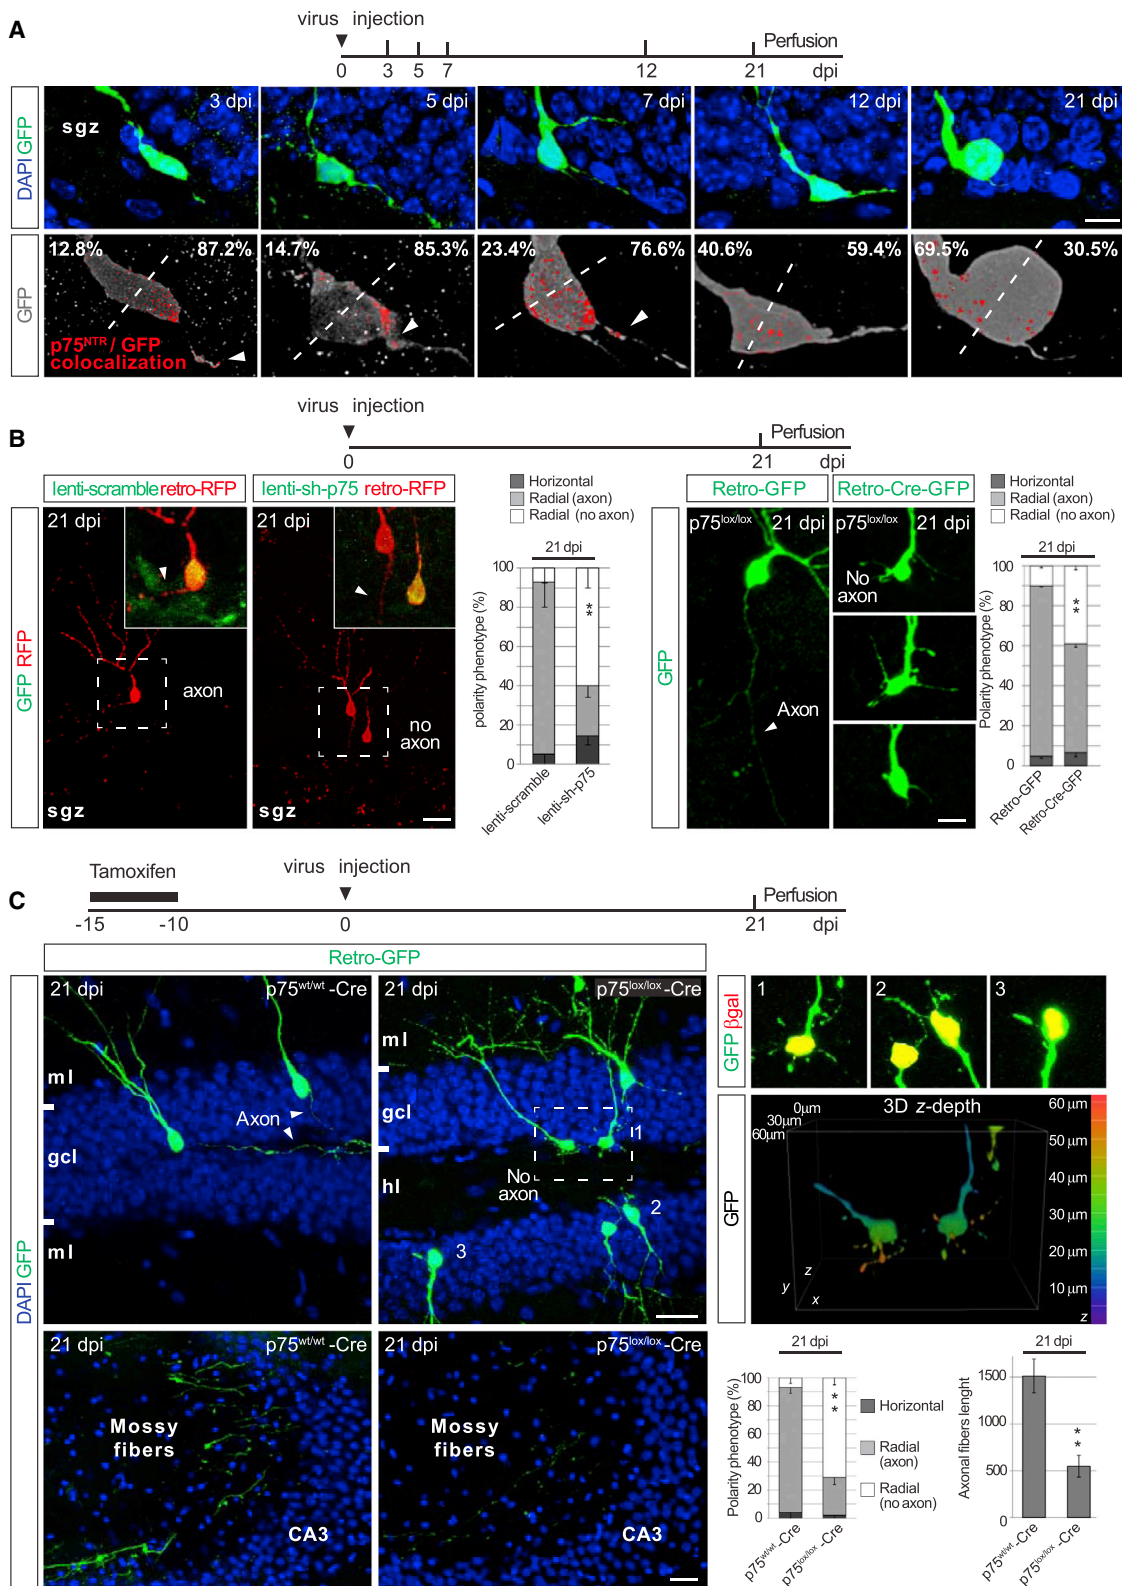 A
virus injection
Perfusion
0 3 5 7 12 21 dpi
DAPI GFP
sgz
3 dpi
5 dpi
7 dpi
12 dpi
21 dpi
GFP
12.8% 87.2%
14.7% 85.3%
23.4% 76.6%
40.6% 59.4%
69.5% 30.5%
p75NTR / GFP
colocalization
B
virus injection
Perfusion
0 21 dpi
lenti-scramble retro-RFP
lenti-sh-p75 retro-RFP
GFP RFP
21 dpi
axon
sgz
21 dpi
no
axon
sgz
Horizontal
Radial (axon)
Radial (no axon)
21 dpi
polarity phenotype (%)
100
80
60
40
20
0
**
lenti-scramble
lenti-sh-p75
Retro-GFP
Retro-Cre-GFP
GFP
p75lox/lox 21 dpi
Axon
p75lox/lox 21 dpi
No
axon
Horizontal
Radial (axon)
Radial (no axon)
21 dpi
Polarity phenotype (%)
100
80
60
40
20
0
**
Retro-GFP
Retro-Cre-GFP
C
Tamoxifen
virus injection
Perfusion
-15 -10 0 21 dpi
Retro-GFP
DAPI GFP
21 dpi p75wt/wt -Cre
ml
Axon
gcl
ml
21 dpi p75lox/lox -Cre
ml
gcl
1
No
axon
hl
2
3
GFP βgal
1
2
3
GFP
3D z-depth
0µm
30µm
60µm
z
y
x
60 µm
50 µm
40 µm
30 µm
20 µm
10 µm
z
21 dpi p75wt/wt -Cre
Mossy
fibers
CA3
21 dpi p75lox/lox -Cre
Mossy
fibers
CA3
21 dpi
Polarity phenotype (%)
100
80
60
40
20
0
**
p75wt/wt -Cre
p75lox/lox -Cre
Horizontal
Radial
(axon)
Radial
(no axon)
21 dpi
Axonal fibers lenght
1500
1000
500
**
p75wt/wt -Cre
p75lox/lox -Cre